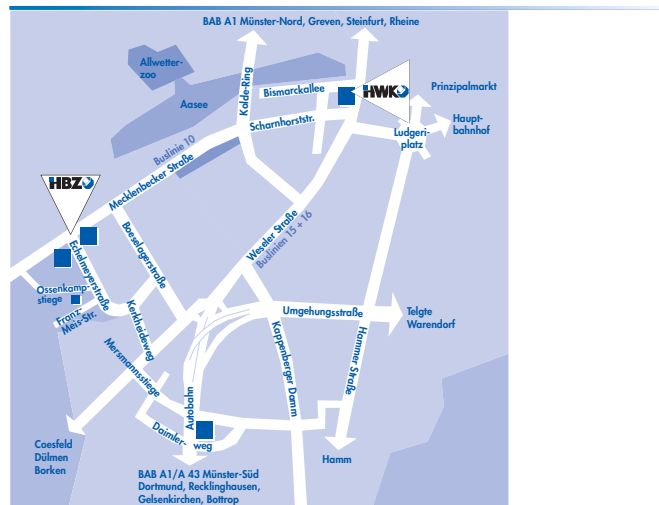 BAB A1 Münster-Nord, Greven, Steinfurt, Rheine
Allwetter-
zoo
Aasee
Kolde-Ring
Bismarckallee
HWK
Prinzipalmarkt
Scharnhorststr.
Ludgeri-
platz
Haupt-
bahnhof
Buslinie 10
Mecklenbecker Straße
HBZ
Weseler Straße
Buslinien 15 + 16
Boeselagerstraße
Echelmeyerstraße
Ossenkamp-
stiege
Franz-
Meis-Str.
Kerkheideweg
Umgehungsstraße
Telgte
Warendorf
Mersmannsstiege
Kappenberger Damm
Hammer Straße
Autobahn
Daimler-
weg
Coesfeld
Dülmen
Borken
Hamm
BAB A1/A 43 Münster-Süd
Dortmund, Recklinghausen,
Gelsenkirchen, Bottrop